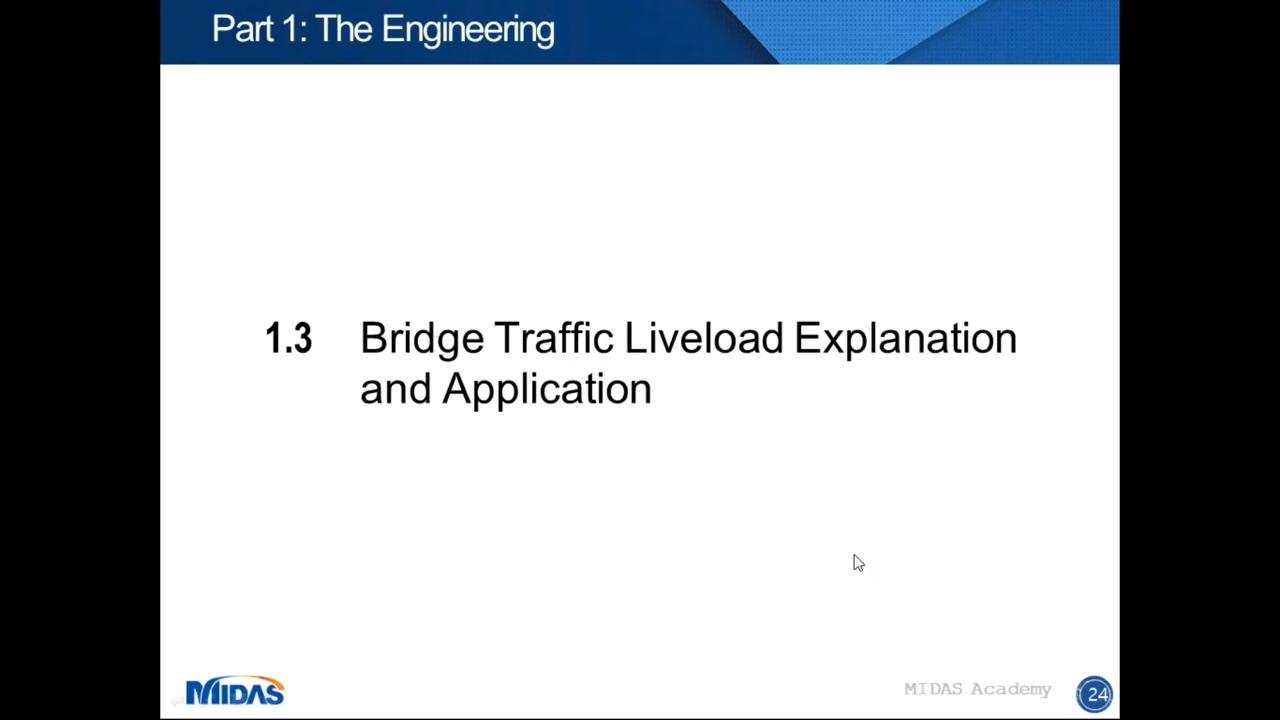 Part 1: The Engineering
1.3 Bridge Traffic Liveload Explanation
and Application
MIDAS
MIDAS Academy
24